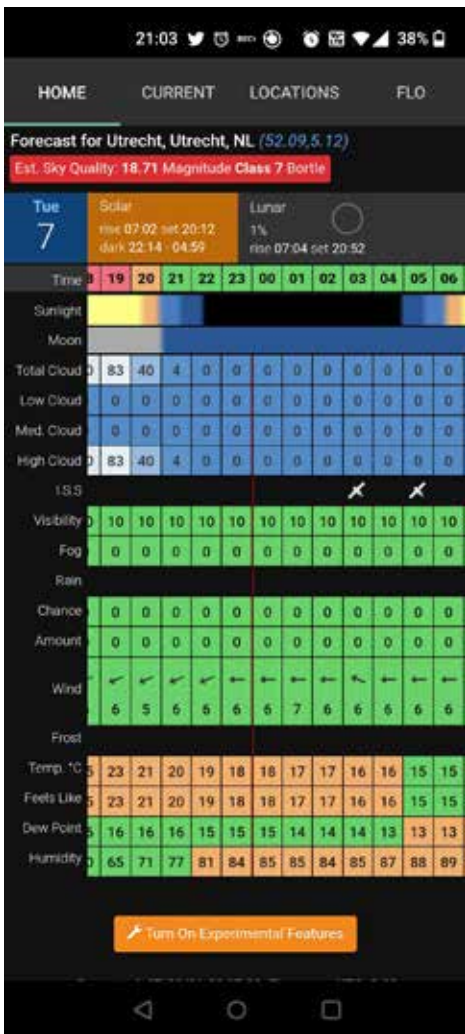 21:03 38%
HOME CURRENT LOCATIONS FLO
Forecast for Utrecht, Utrecht, NL (52.09,5.12)
Est. Sky Quality: 18.71 Magnitude Class 7 Bortle
Tue Solar Lunar
7 rise 07:02 set 20:12 1%
dark 22:14 - 04:59 rise 07:04 set 20:52
Time 19 20 21 22 23 00 01 02 03 04 05 06
Sunlight
Moon
Total Cloud 83 40 4 0 0 0 0 0 0 0 0 0
Low Cloud 0 0 0 0 0 0 0 0 0 0 0 0
Med. Cloud 0 0 0 0 0 0 0 0 0 0 0 0
High Cloud 83 40 4 0 0 0 0 0 0 0 0 0
I.S.S
Visibility 10 10 10 10 10 10 10 10 10 10 10 10
Fog 0 0 0 0 0 0 0 0 0 0 0 0
Rain
Chance 0 0 0 0 0 0 0 0 0 0 0 0
Amount 0 0 0 0 0 0 0 0 0 0 0 0
Wind 6 5 6 6 6 6 7 6 6 6 6 6
Frost
Temp. °C 23 21 20 19 18 18 17 17 16 16 15 15
Feels Like 23 21 20 19 18 18 17 17 16 16 15 15
Dew Point 16 16 16 15 15 15 14 14 14 13 13 13
Humidity 65 71 77 81 84 85 85 84 85 87 88 89
Turn On Experimental Features